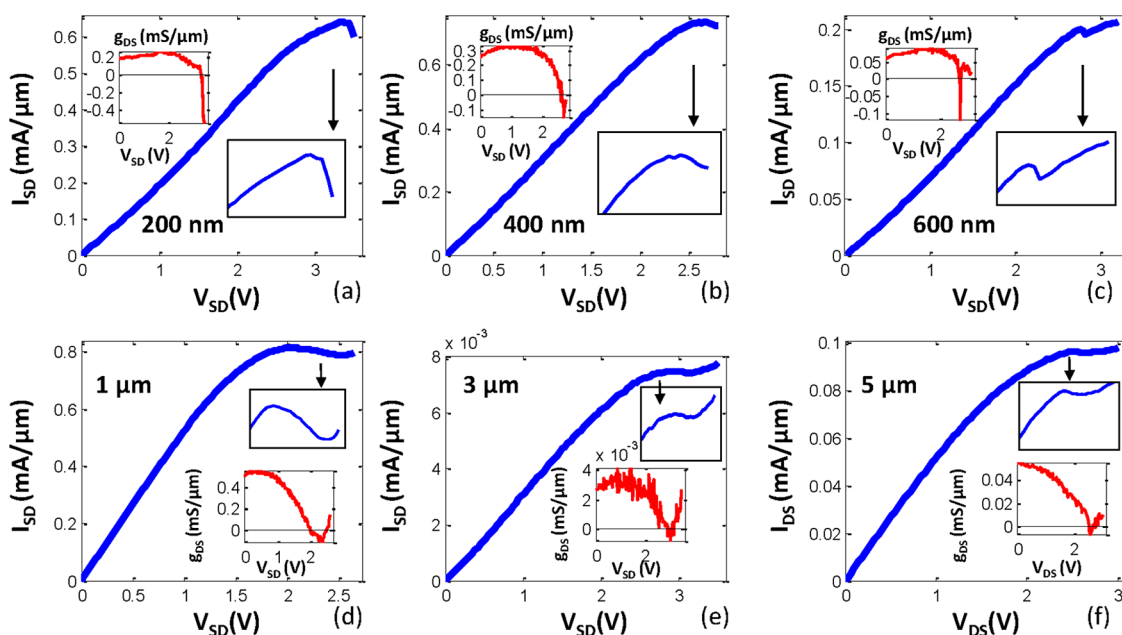 g_DS (mS/µm)
0.2
0
-0.2
-0.4
0
2
V_SD (V)
0.6
0.5
0.4
0.3
0.2
0.1
0
I_SD (mA/µm)
200 nm
0
1
2
3
V_SD(V)
(a)
g_DS (mS/µm)
0.3
0.2
0.1
0
-0.1
0
2
V_SD (V)
0.6
0.4
0.2
0
I_SD (mA/µm)
400 nm
0
0.5
1.0
1.5
2
2.5
V_SD(V)
(b)
g_DS (mS/µm)
0.05
0
-0.05
-0.1
0
2
V_SD (V)
0.20
0.15
0.1
0.05
0
I_SD (mA/µm)
600 nm
0
1
2
3
V_SD(V)
(c)
0.8
0.6
0.4
0.2
0
I_SD (mA/µm)
1 µm
g_DS (mS/µm)
0.4
0.2
0
0
1
2
V_SD (V)
0
0.5
1
1.5
2
2.5
V_SD(V)
(d)
x 10^-3
8
6
4
2
0
I_SD (mA/µm)
3 µm
x 10^-3
g_DS (mS/µm)
4
2
0
0
2
V_SD (V)
0
1
2
3
V_SD(V)
(e)
0.1
0.08
0.06
0.04
0.02
0
I_DS (mA/µm)
5 µm
g_DS (mS/µm)
0.04
0.02
0
0
2
V_DS (V)
0
1
2
3
V_DS(V)
(f)